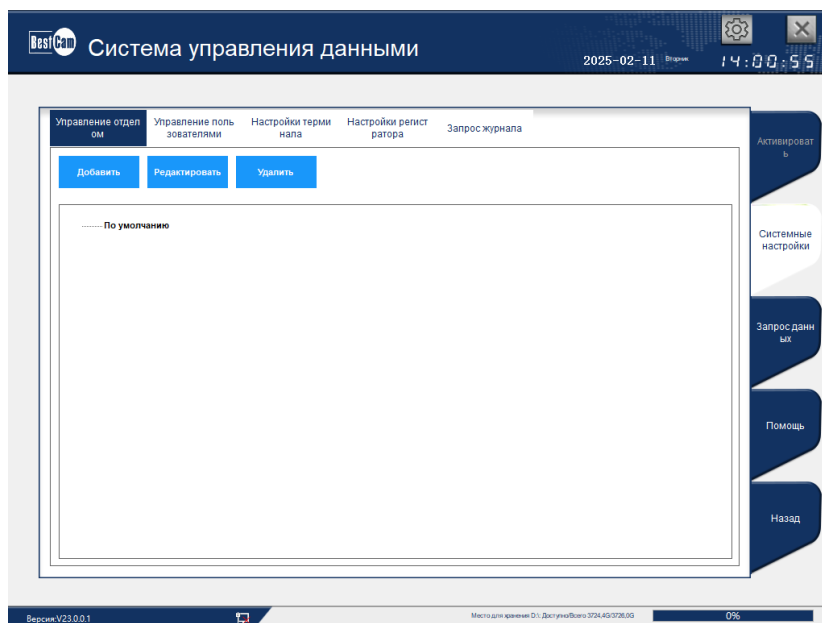 BestCam
Система управления данными
2025-02-11 Вторник 14:00:55
Управление отдел
ом
Управление поль
зователями
Настройки терми
нала
Настройки регист
ратора
Запрос журнала
Добавить
Редактировать
Удалить
По умолчанию
Активироват
ь
Системные
настройки
Запрос данн
ых
Помощь
Назад
Версия:V23.0.0.1
Место для хранения D:\: Доступно/Всего 3724,4G/3726,0G
0%